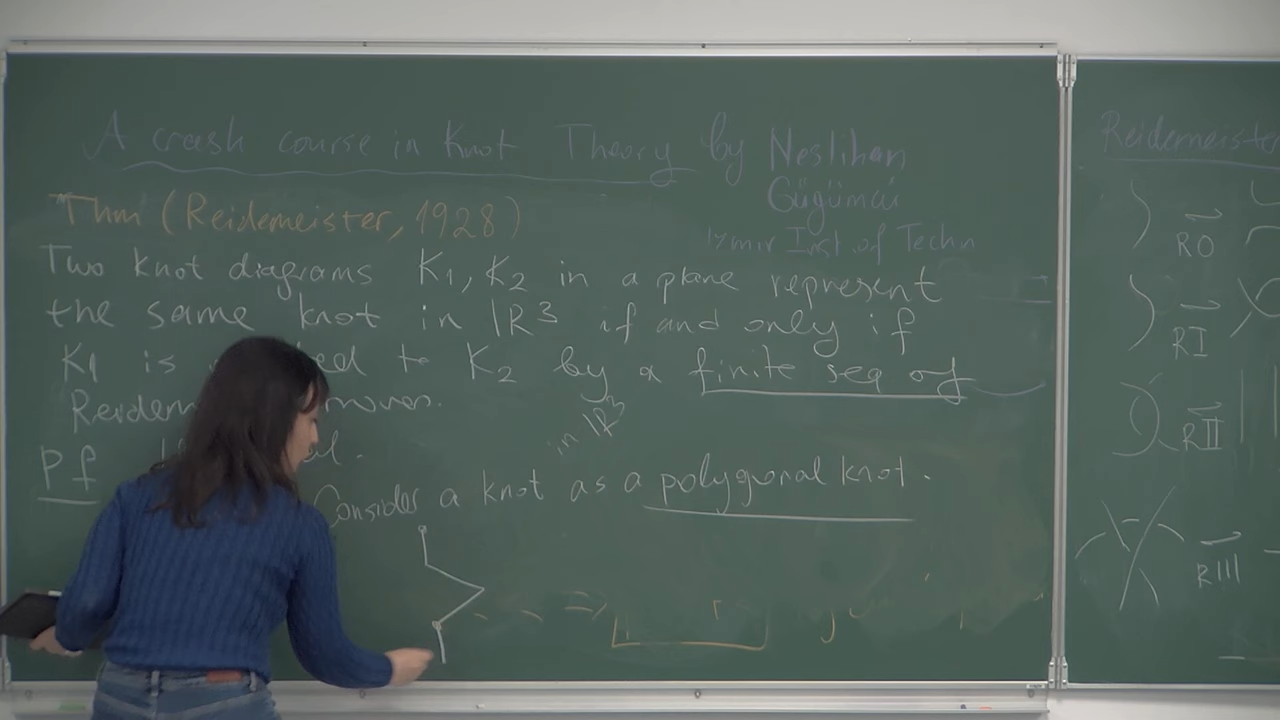 A crash course in Knot Theory by Neslihan
Gügümcü
Izmir Inst. of Techn
Thm (Reidemeister, 1928)
Two knot diagrams K1, K2 in a plane represent
the same knot in IR3 if and only if
K1 is to K2 by a finite seq of
moves.
in IR3
Pf
Consider a knot as a polygonal knot.
Reidemeister
RO
RI
RII
RIII